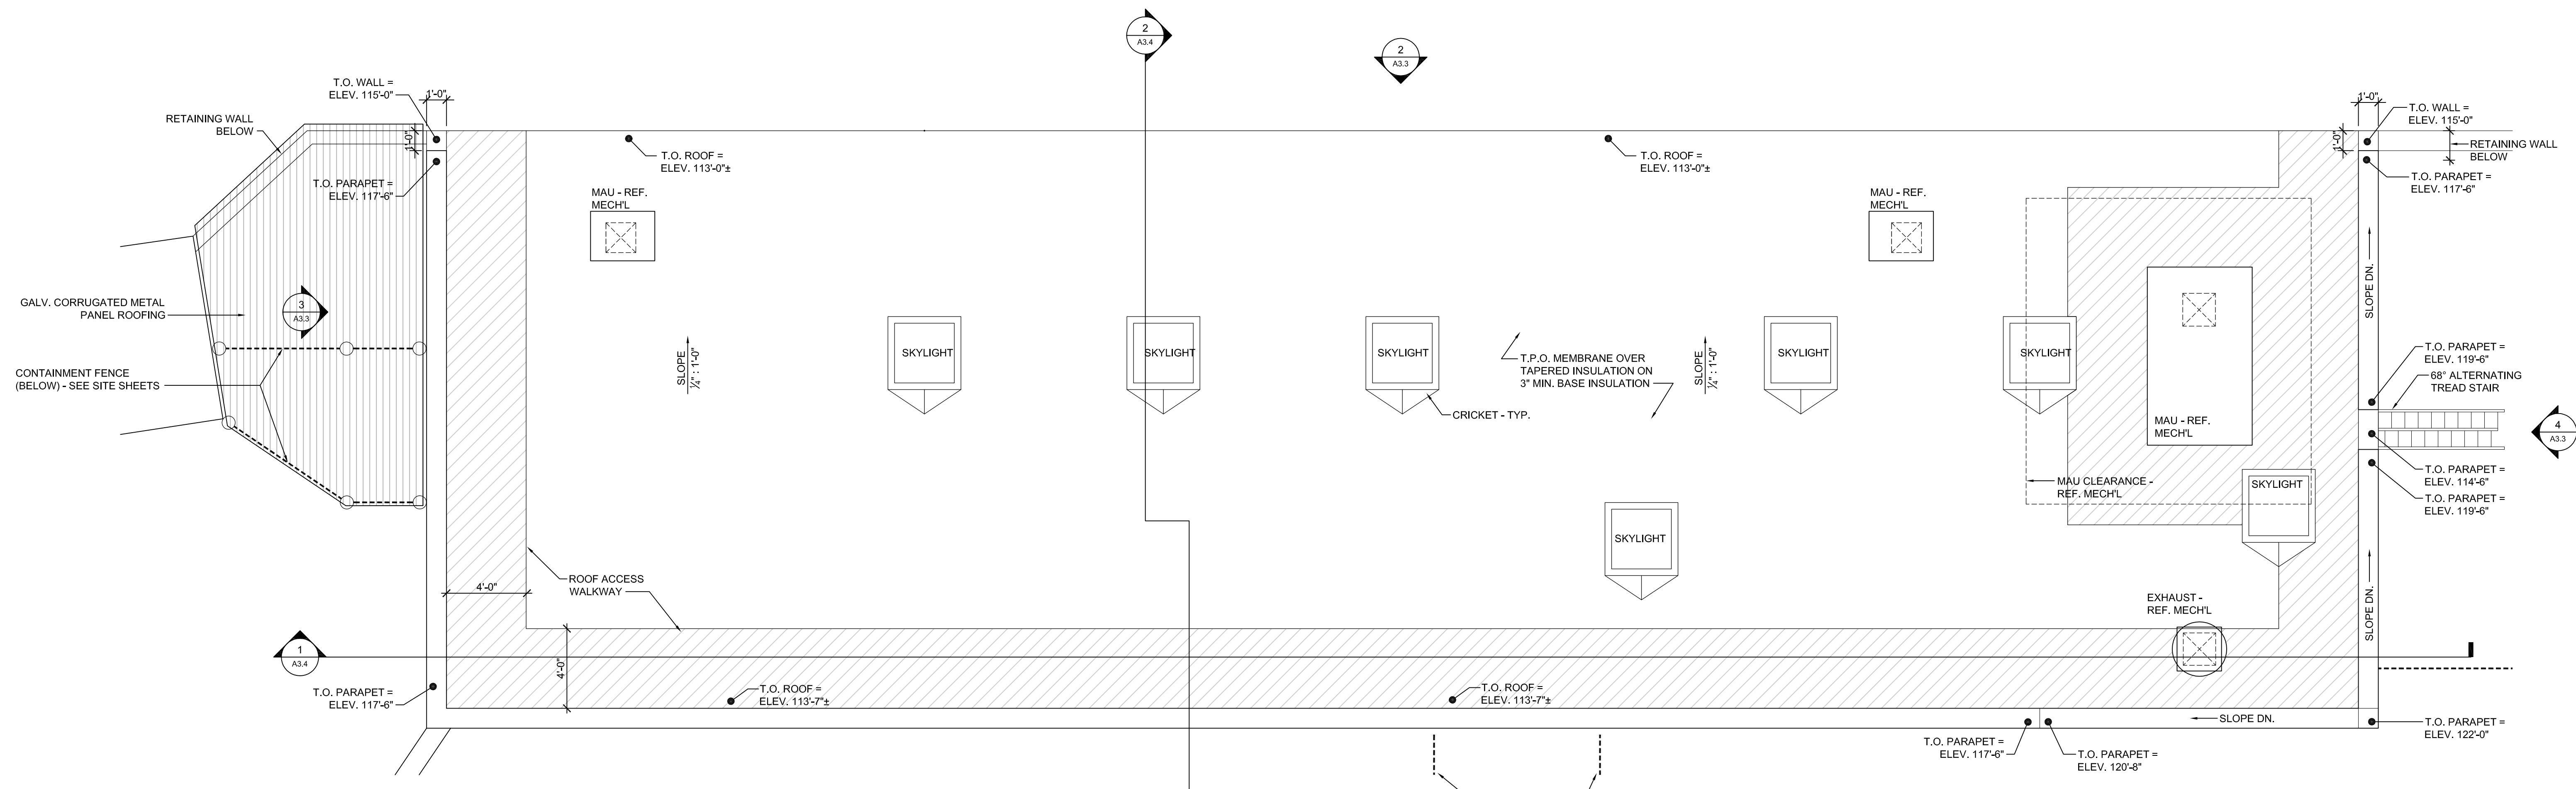 2
A3.4
2
A3.3
T.O. WALL =
ELEV. 115'-0"
1'-0"
RETAINING WALL
BELOW
1'-0"
T.O. PARAPET =
ELEV. 117'-6"
T.O. ROOF =
ELEV. 113'-0"±
MAU - REF.
MECH'L
T.O. ROOF =
ELEV. 113'-0"±
MAU - REF.
MECH'L
1'-0"
1'-0"
T.O. WALL =
ELEV. 115'-0"
RETAINING WALL
BELOW
T.O. PARAPET =
ELEV. 117'-6"
SLOPE DN.
GALV. CORRUGATED METAL
PANEL ROOFING
3
A3.3
CONTAINMENT FENCE
(BELOW) - SEE SITE SHEETS
SLOPE
¼" : 1'-0"
SKYLIGHT
SKYLIGHT
SKYLIGHT
T.P.O. MEMBRANE OVER
TAPERED INSULATION ON
3" MIN. BASE INSULATION
SLOPE
¼" : 1'-0"
SKYLIGHT
SKYLIGHT
CRICKET - TYP.
MAU - REF.
MECH'L
T.O. PARAPET =
ELEV. 119'-6"
68° ALTERNATING
TREAD STAIR
4
A3.3
T.O. PARAPET =
ELEV. 114'-6"
T.O. PARAPET =
ELEV. 119'-6"
MAU CLEARANCE -
REF. MECH'L
SKYLIGHT
SKYLIGHT
ROOF ACCESS
WALKWAY
4'-0"
EXHAUST -
REF. MECH'L
SLOPE DN.
1
A3.4
4'-0"
T.O. PARAPET =
ELEV. 117'-6"
T.O. ROOF =
ELEV. 113'-7"±
T.O. ROOF =
ELEV. 113'-7"±
SLOPE DN.
T.O. PARAPET =
ELEV. 122'-0"
T.O. PARAPET =
ELEV. 117'-6"
T.O. PARAPET =
ELEV. 120'-8"